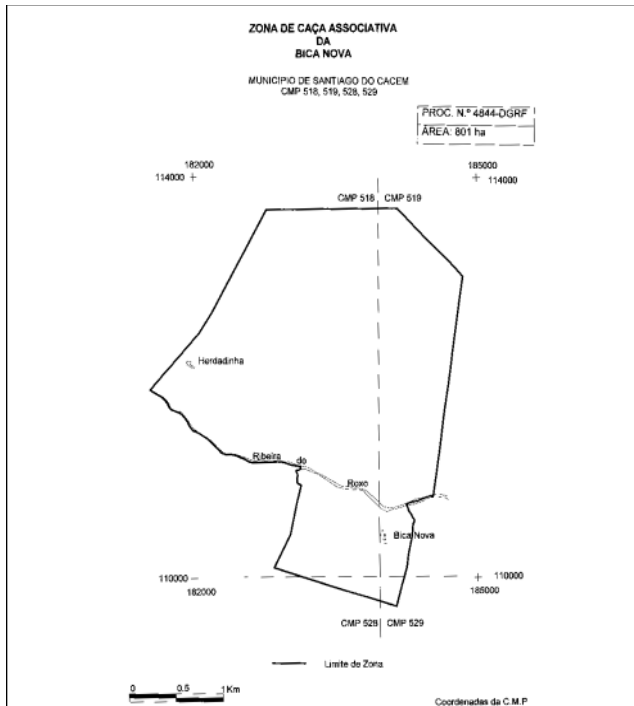 ZONA DE CAÇA ASSOCIATIVA
DA
BICA NOVA
MUNICIPIO DE SANTIAGO DO CACEM
CMP 518, 519, 528, 529
PROC. N.º 4844-DGRF
ÁREA: 801 ha
182000
185000
114000
114000
CMP 518
CMP 519
Herdadinha
Ribeira do Roxo
Bica Nova
110000
110000
182000
185000
CMP 528
CMP 529
Limite de Zona
0 0.5 1Km
Coordenadas da C.M.P